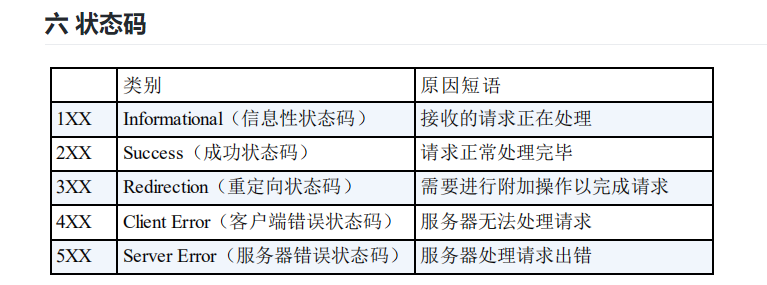 六 状态码
类别 原因短语
1XX Informational（信息性状态码） 接收的请求正在处理
2XX Success（成功状态码） 请求正常处理完毕
3XX Redirection（重定向状态码） 需要进行附加操作以完成请求
4XX Client Error（客户端错误状态码） 服务器无法处理请求
5XX Server Error（服务器错误状态码） 服务器处理请求出错